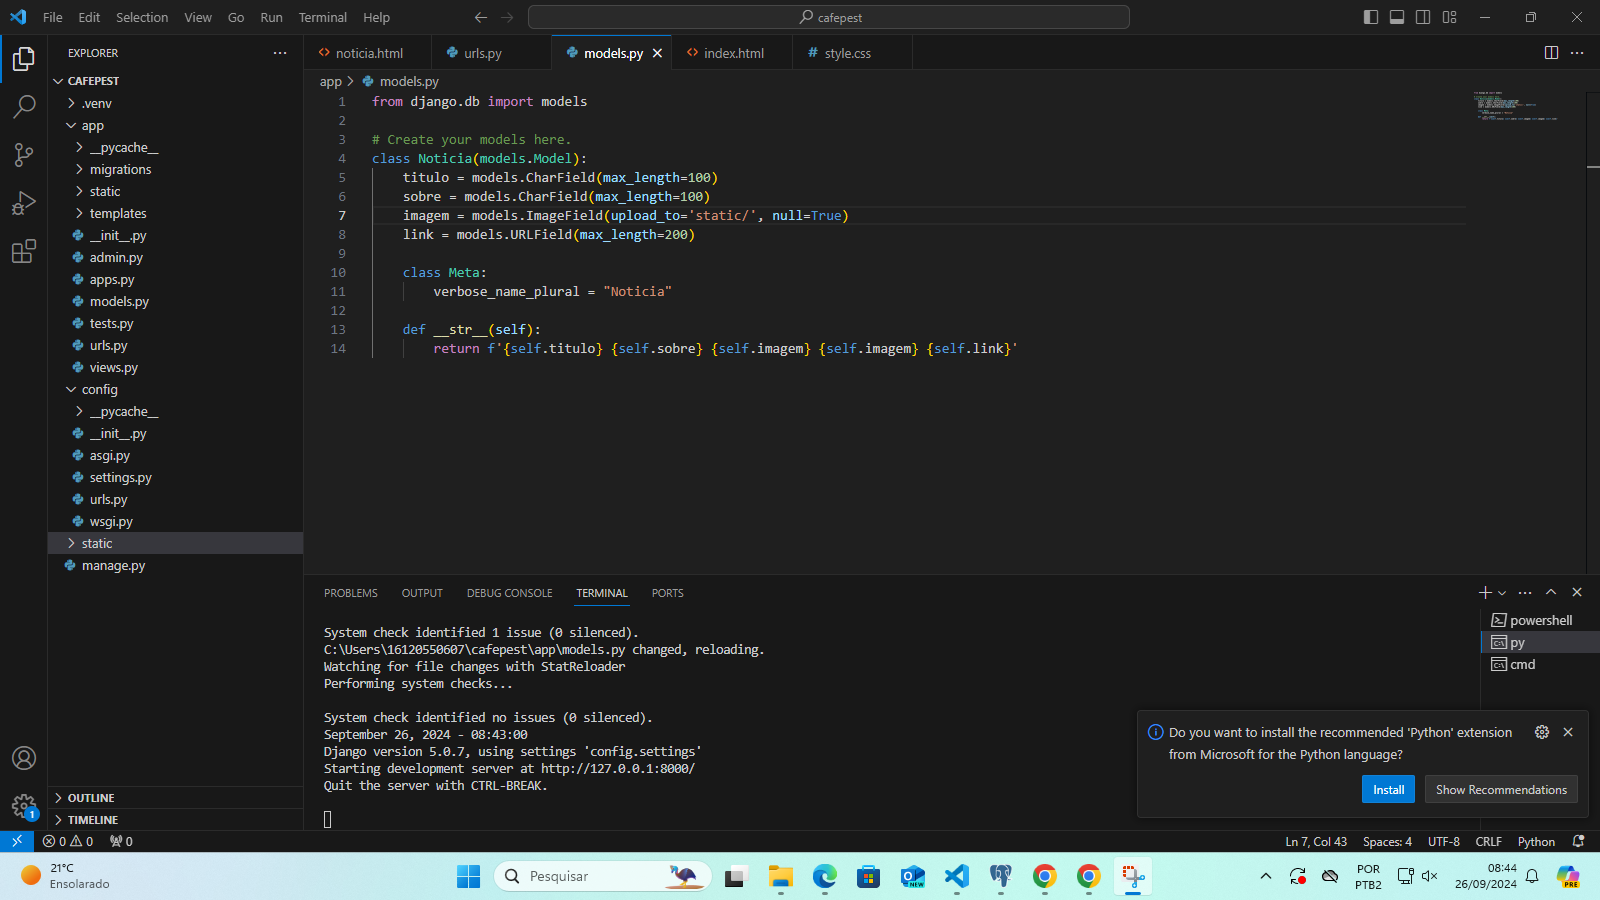 File Edit Selection View Go Run Terminal Help
cafepest
EXPLORER
CAFEPEST
.venv
app
__pycache__
migrations
static
templates
__init__.py
admin.py
apps.py
models.py
tests.py
urls.py
views.py
config
__pycache__
__init__.py
asgi.py
settings.py
urls.py
wsgi.py
static
manage.py
OUTLINE
TIMELINE
noticia.html urls.py models.py index.html style.css
app > models.py
1 from django.db import models
2
3 # Create your models here.
4 class Noticia(models.Model):
5 titulo = models.CharField(max_length=100)
6 sobre = models.CharField(max_length=100)
7 imagem = models.ImageField(upload_to='static/', null=True)
8 link = models.URLField(max_length=200)
9
10 class Meta:
11 verbose_name_plural = "Noticia"
12
13 def __str__(self):
14 return f'{self.titulo} {self.sobre} {self.imagem} {self.imagem} {self.link}'
PROBLEMS OUTPUT DEBUG CONSOLE TERMINAL PORTS
System check identified 1 issue (0 silenced).
C:\Users\16120550607\cafepest\app\models.py changed, reloading.
Watching for file changes with StatReloader
Performing system checks...
System check identified no issues (0 silenced).
September 26, 2024 - 08:43:00
Django version 5.0.7, using settings 'config.settings'
Starting development server at http://127.0.0.1:8000/
Quit the server with CTRL-BREAK.
powershell
py
cmd
Do you want to install the recommended 'Python' extension
from Microsoft for the Python language?
Install Show Recommendations
1
0 0 0
Ln 7, Col 43 Spaces: 4 UTF-8 CRLF Python
21°C
Ensolarado
Pesquisar
NEW
POR
PTB2
08:44
26/09/2024
PRE